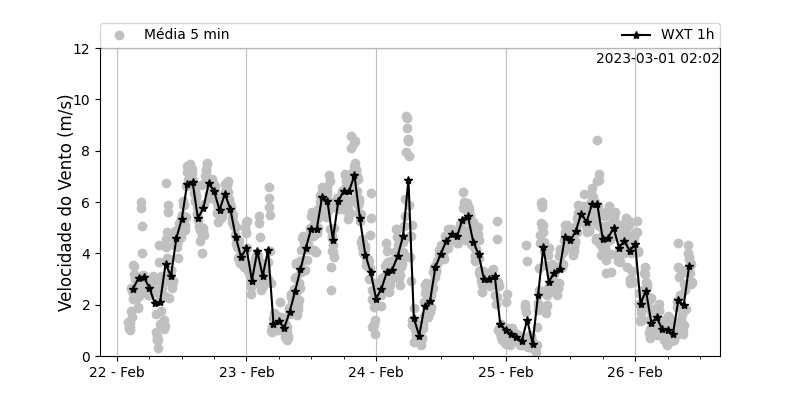 Média 5 min
WXT 1h
2023-03-01 02:02
Velocidade do Vento (m/s)
12
10
8
6
4
2
0
22 - Feb
23 - Feb
24 - Feb
25 - Feb
26 - Feb